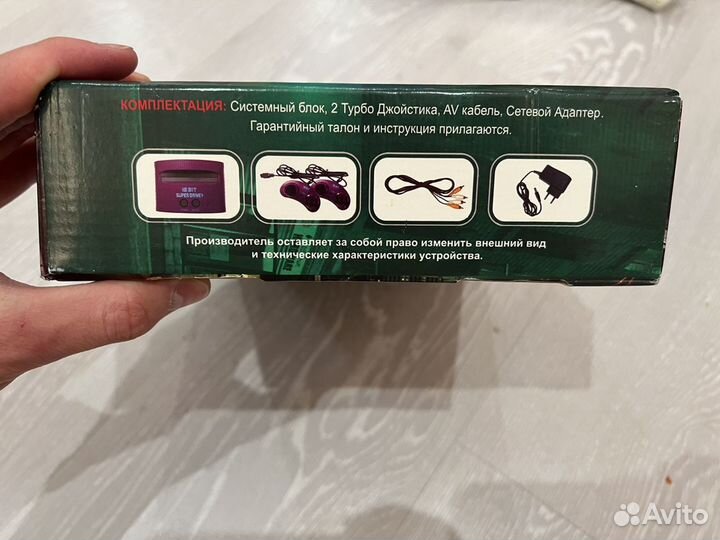 КОМПЛЕКТАЦИЯ: Системный блок, 2 Турбо Джойстика, AV кабель, Сетевой Адаптер.
Гарантийный талон и инструкция прилагаются.
16 BIT
SUPER DRIVE
Производитель оставляет за собой право изменить внешний вид
и технические характеристики устройства.
Avito